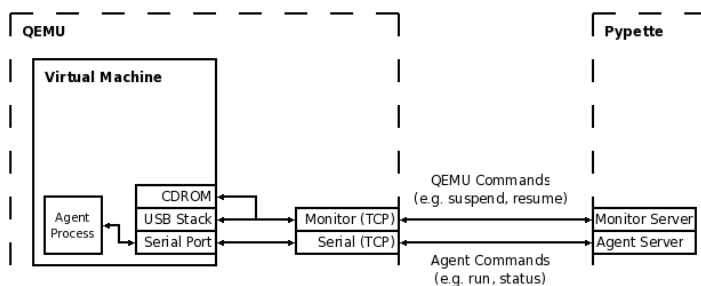 QEMU
Pypette
Virtual Machine
QEMU Commands
(e.g. suspend, resume)
CDROM
Agent
Process
USB Stack
Monitor (TCP)
Monitor Server
Serial Port
Serial (TCP)
Agent Server
Agent Commands
(e.g. run, status)